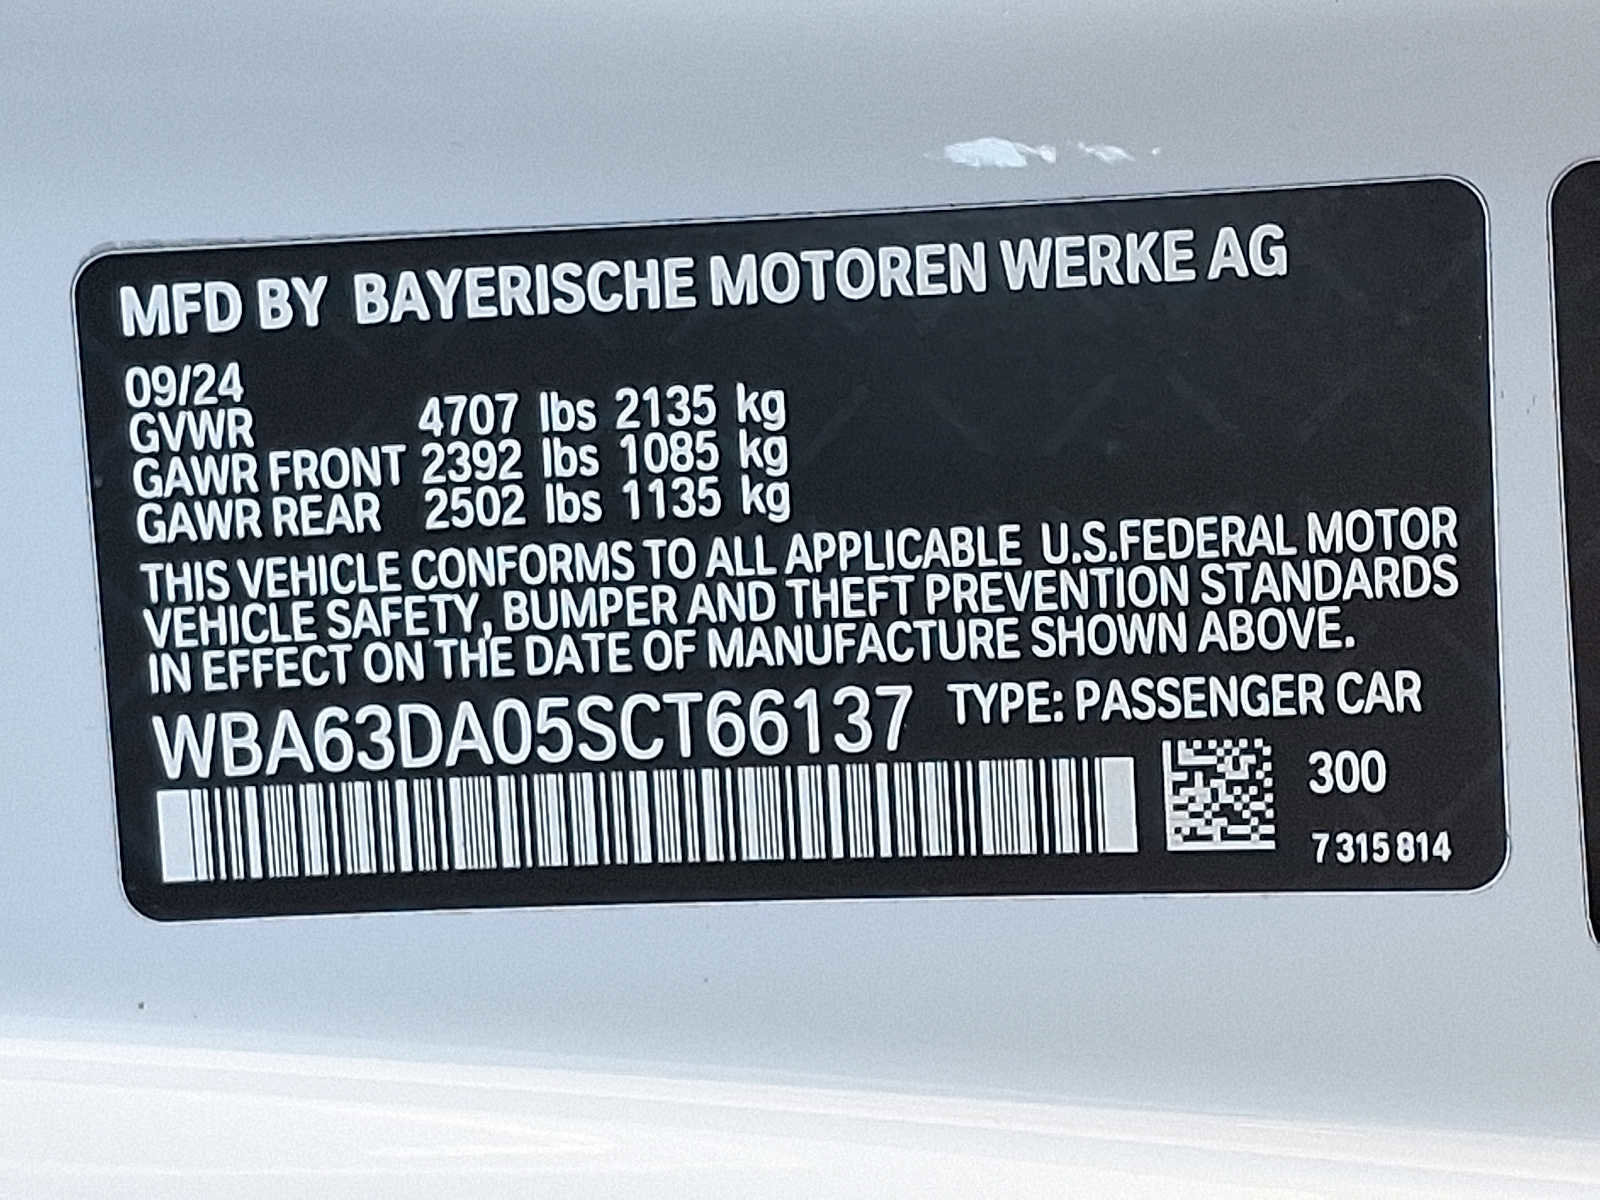 MFD BY BAYERISCHE MOTOREN WERKE AG
09/24
GVWR 4707 lbs 2135 kg
GAWR FRONT 2392 lbs 1085 kg
GAWR REAR 2502 lbs 1135 kg
THIS VEHICLE CONFORMS TO ALL APPLICABLE U.S.FEDERAL MOTOR
VEHICLE SAFETY, BUMPER AND THEFT PREVENTION STANDARDS
IN EFFECT ON THE DATE OF MANUFACTURE SHOWN ABOVE.
WBA63DA05SCT66137 TYPE: PASSENGER CAR
300
7 315 814